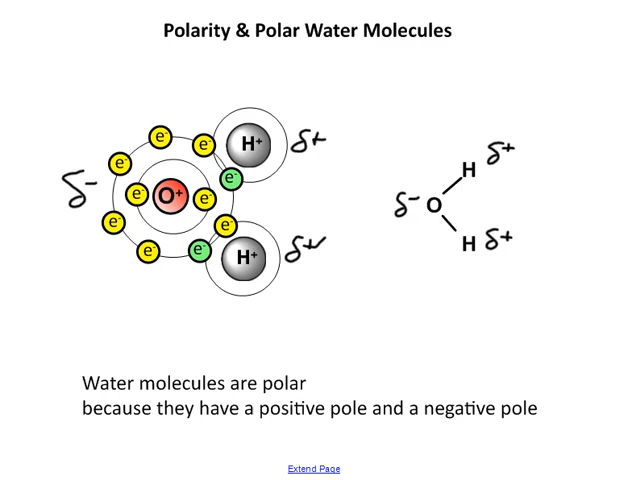 Polarity & Polar Water Molecules
e⁻
e⁻
H⁺
δ+
e⁻
e⁻
δ-
e⁻
O⁺
e⁻
e⁻
e⁻
e⁻
e⁻
H⁺
δ+
H
δ+
δ-
O
H
δ+
Water molecules are polar
because they have a positive pole and a negative pole
Extend Page